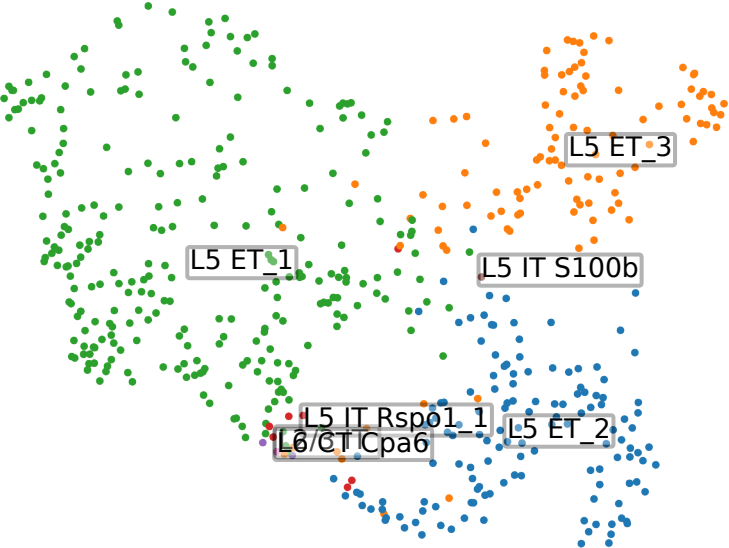 L5 ET_3
L5 ET_1
L5 IT S100b
L5 IT Rspo1_1
L5 ET_2
L6 CT Cpa6